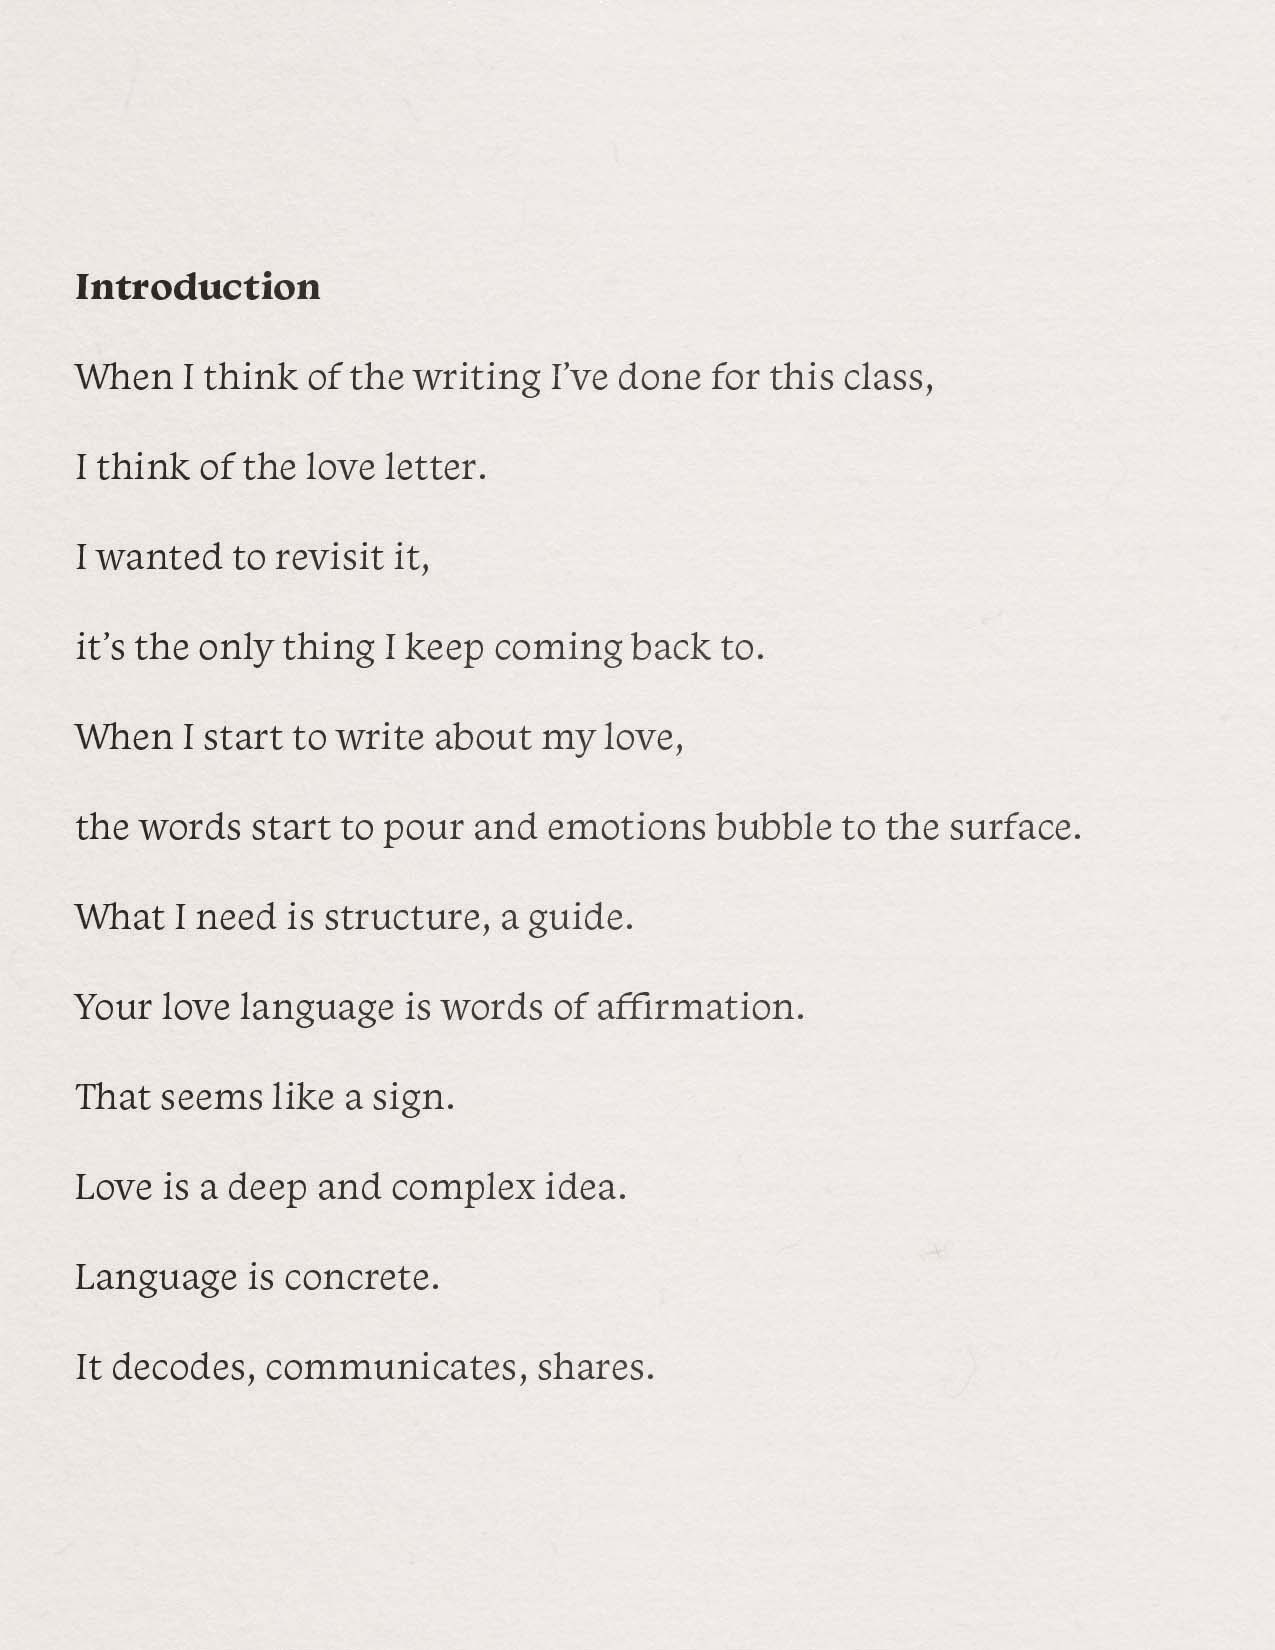 Introduction
When I think of the writing I’ve done for this class,
I think of the love letter.
I wanted to revisit it,
it’s the only thing I keep coming back to.
When I start to write about my love,
the words start to pour and emotions bubble to the surface.
What I need is structure, a guide.
Your love language is words of affirmation.
That seems like a sign.
Love is a deep and complex idea.
Language is concrete.
It decodes, communicates, shares.